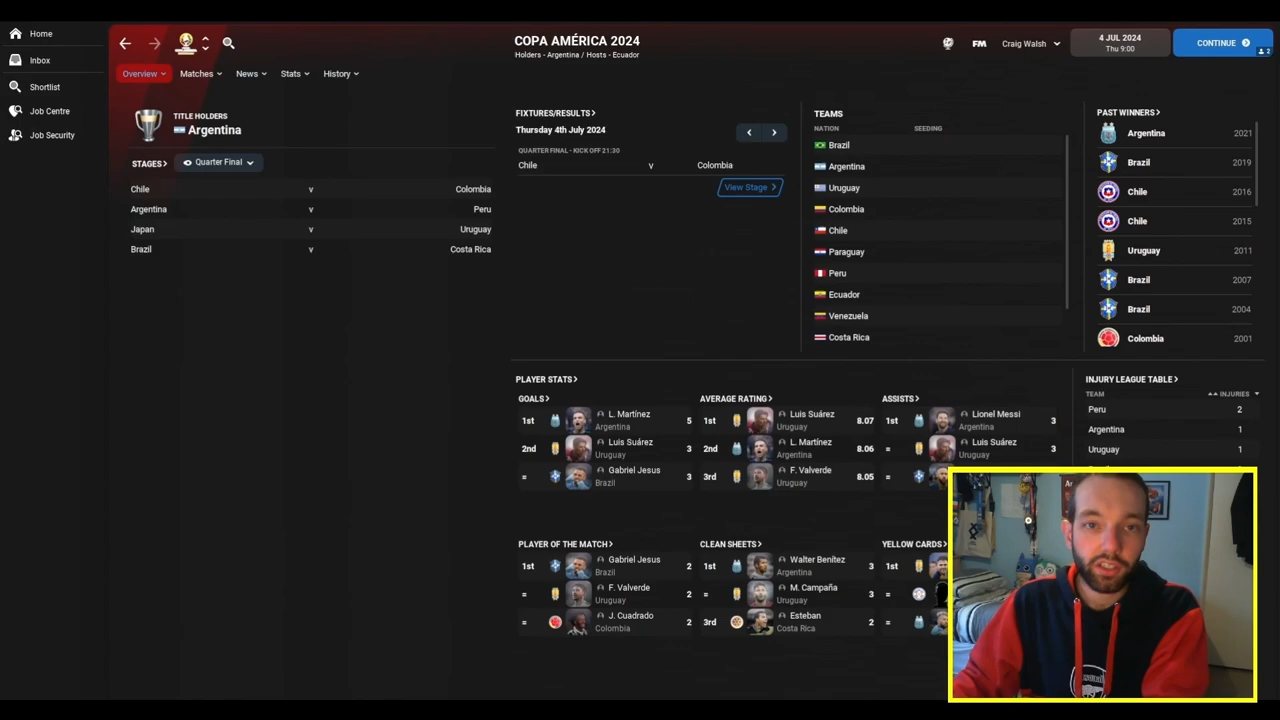 Home
Inbox
Shortlist
Job Centre
Job Security
COPA AMÉRICA 2024
Holders - Argentina / Hosts - Ecuador
FM
Craig Walsh
4 JUL 2024
Thu 9:00
CONTINUE
2
Overview
Matches
News
Stats
History
TITLE HOLDERS
Argentina
STAGES
Quarter Final
Chile v Colombia
Argentina v Peru
Japan v Uruguay
Brazil v Costa Rica
FIXTURES/RESULTS
Thursday 4th July 2024
QUARTER FINAL - KICK OFF 21:30
Chile v Colombia
View Stage
TEAMS
NATION SEEDING
Brazil
Argentina
Uruguay
Colombia
Chile
Paraguay
Peru
Ecuador
Venezuela
Costa Rica
PAST WINNERS
Argentina 2021
Brazil 2019
Chile 2016
Chile 2015
Uruguay 2011
Brazil 2007
Brazil 2004
Colombia 2001
PLAYER STATS
GOALS
1st L. Martínez 5
Argentina
2nd Luis Suárez 3
Uruguay
= Gabriel Jesus 3
Brazil
AVERAGE RATING
1st Luis Suárez 8.07
Uruguay
2nd L. Martínez 8.06
Argentina
3rd F. Valverde 8.05
Uruguay
ASSISTS
1st Lionel Messi 3
Argentina
= Luis Suárez 3
Uruguay
=
INJURY LEAGUE TABLE
TEAM INJURIES
Peru 2
Argentina 1
Uruguay 1
PLAYER OF THE MATCH
1st Gabriel Jesus 2
Brazil
= F. Valverde 2
Uruguay
= J. Cuadrado 2
Colombia
CLEAN SHEETS
1st Walter Benítez 3
Argentina
= M. Campaña 3
Uruguay
3rd Esteban 2
Costa Rica
YELLOW CARDS
1st
=
=